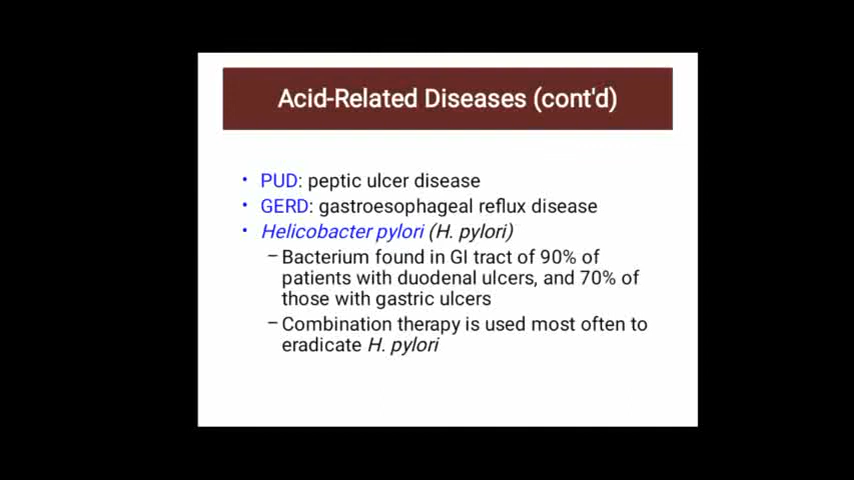 Acid-Related Diseases (cont'd)
• PUD: peptic ulcer disease
• GERD: gastroesophageal reflux disease
• Helicobacter pylori (H. pylori)
– Bacterium found in GI tract of 90% of
patients with duodenal ulcers, and 70% of
those with gastric ulcers
– Combination therapy is used most often to
eradicate H. pylori